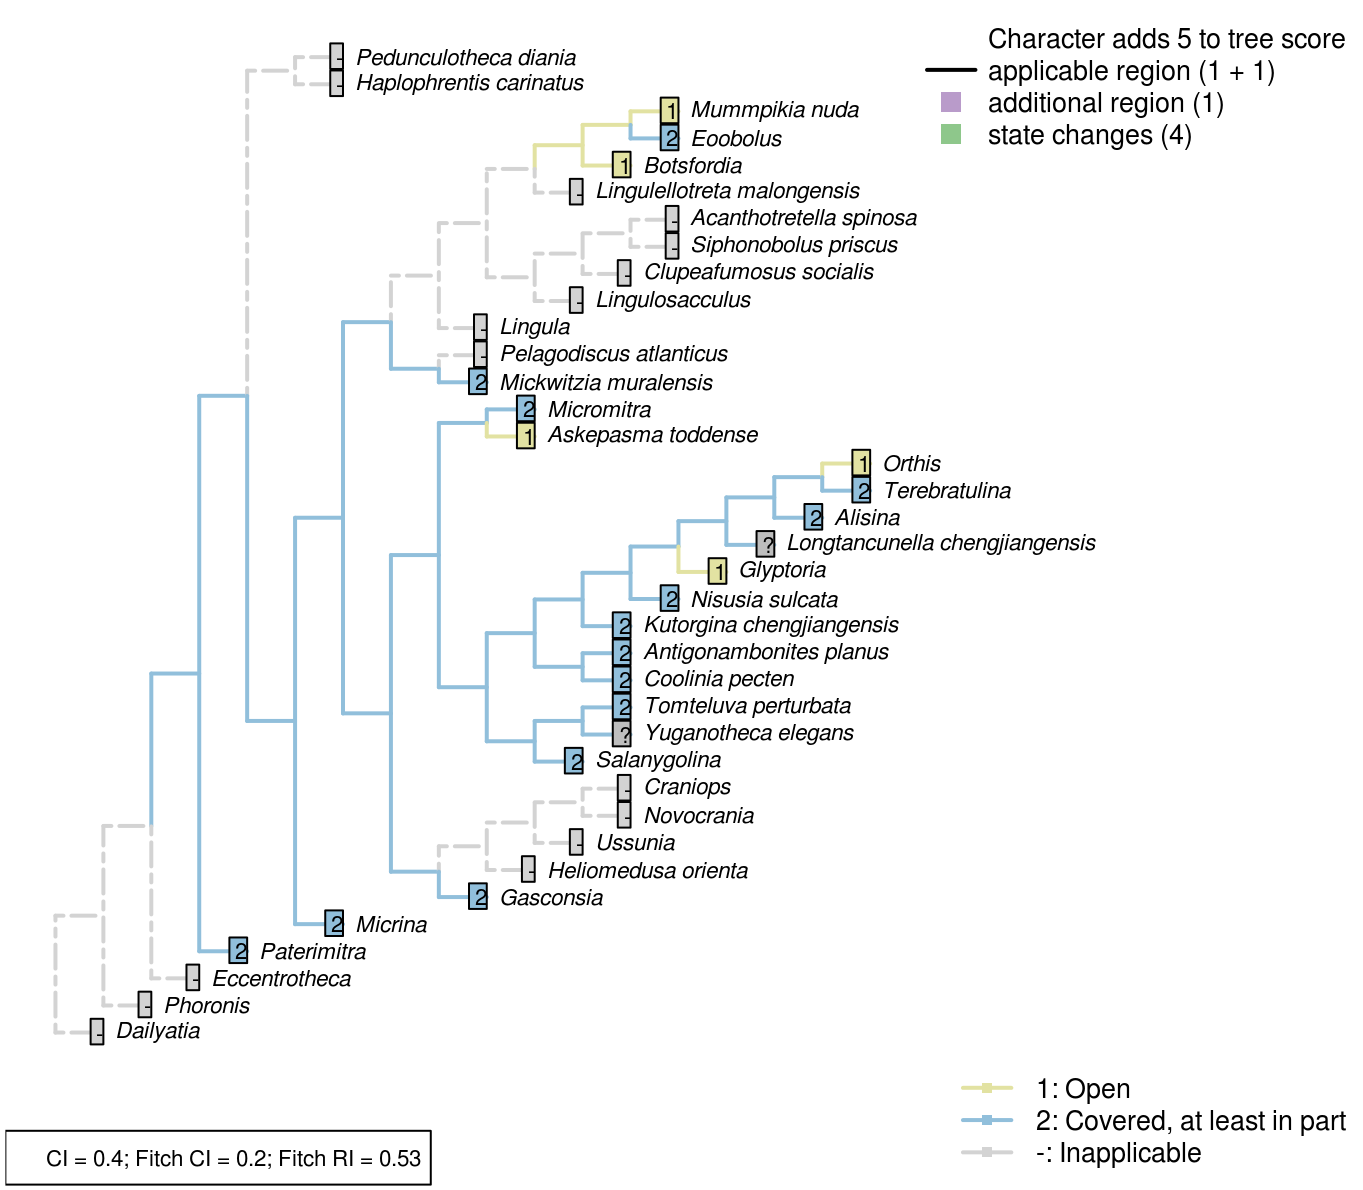 Character adds 5 to tree score
applicable region (1 + 1)
additional region (1)
state changes (4)
- Pedunculotheca diania
- Haplophrentis carinatus
1 Mummpikia nuda
2 Eoobolus
1 Botsfordia
- Lingulellotreta malongensis
- Acanthotretella spinosa
- Siphonobolus priscus
- Clupeafumosus socialis
- Lingulosacculus
- Lingula
- Pelagodiscus atlanticus
2 Mickwitzia muralensis
2 Micromitra
1 Askepasma toddense
1 Orthis
2 Terebratulina
2 Alisina
? Longtancunella chengjiangensis
1 Glyptoria
2 Nisusia sulcata
2 Kutorgina chengjiangensis
2 Antigonambonites planus
2 Coolinia pecten
2 Tomteluva perturbata
? Yuganotheca elegans
2 Salanygolina
- Craniops
- Novocrania
- Ussunia
- Heliomedusa orienta
2 Gasconsia
2 Micrina
2 Paterimitra
- Eccentrotheca
- Phoronis
- Dailyatia
1: Open
2: Covered, at least in part
-: Inapplicable
CI = 0.4; Fitch CI = 0.2; Fitch RI = 0.53